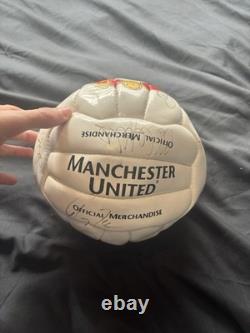 OFFICIAL MERCHANDISE
MANCHESTER
UNITED®
OFFICIAL MERCHANDISE
ebay